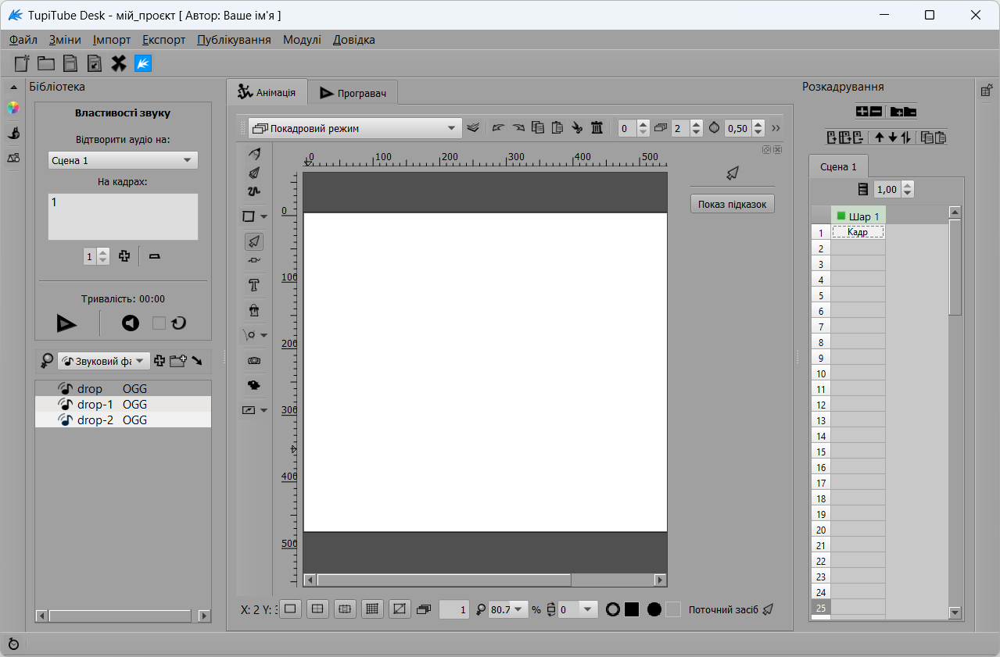 TupiTube Desk - мій_проєкт [ Автор: Ваше ім'я ]
Файл Зміни Імпорт Експорт Публікування Модулі Довідка
Бібліотека
Властивості звуку
Відтворити аудіо на:
Сцена 1
На кадрах:
1
1
Тривалість: 00:00
Звуковий фа
drop OGG
drop-1 OGG
drop-2 OGG
Анімація
Програвач
Покадровий режим
0
2
0,50
0 100 200 300 400 500
0
100
200
300
400
500
Показ підказок
X: 2 Y:
1
80.7
%
0
Поточний засіб
Розкадрування
Сцена 1
1,00
Шар 1
1 Кадр
2
3
4
5
6
7
8
9
10
11
12
13
14
15
16
17
18
19
20
21
22
23
24
25